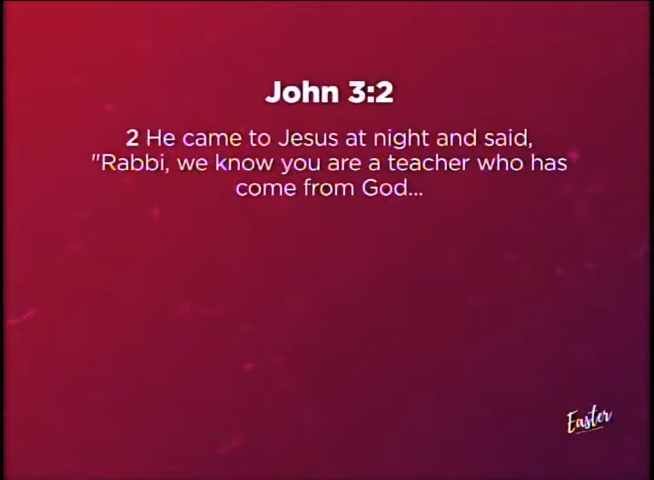 John 3:2
2 He came to Jesus at night and said,
"Rabbi, we know you are a teacher who has
come from God...
Easter